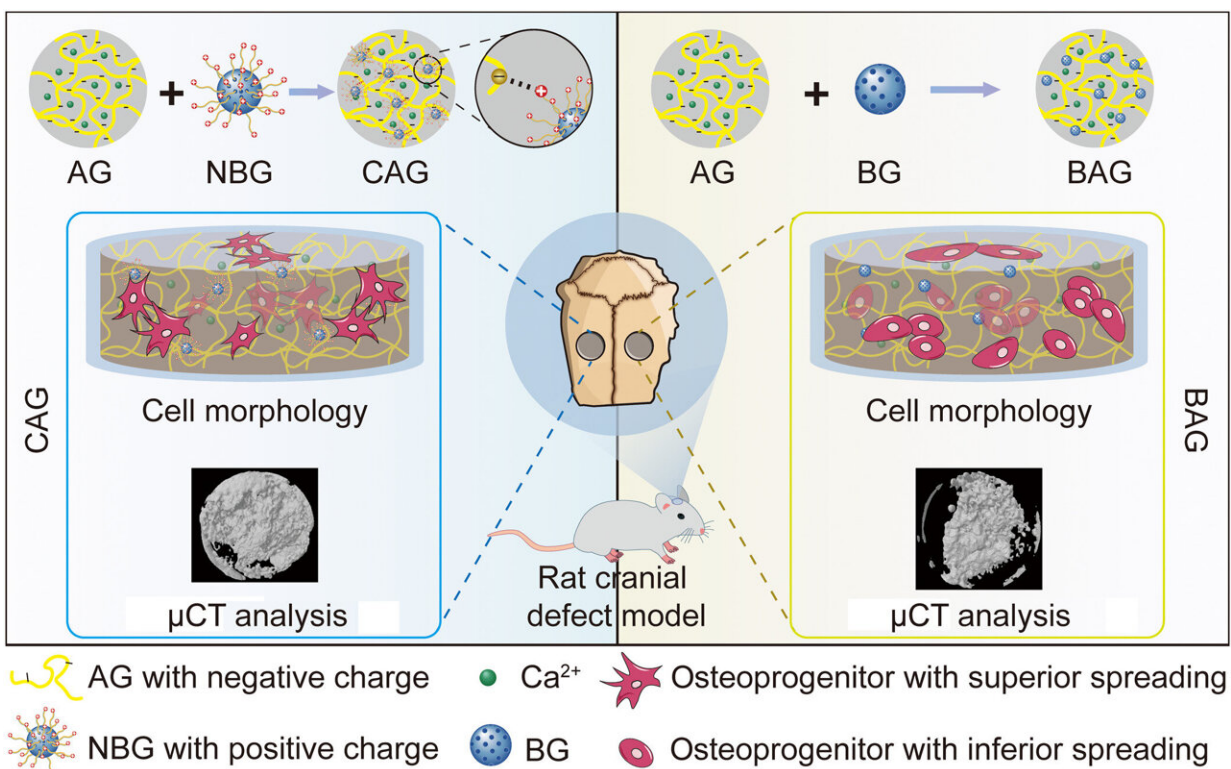 AG
+
NBG
CAG
AG
+
BG
BAG
CAG
Cell morphology
µCT analysis
Rat cranial
defect model
Cell morphology
µCT analysis
BAG
AG with negative charge
Ca²⁺
Osteoprogenitor with superior spreading
NBG with positive charge
BG
Osteoprogenitor with inferior spreading